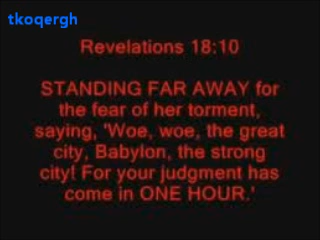 tkoqergh
Revelations 18:10
STANDING FAR AWAY for
the fear of her torment,
saying, 'Woe, woe, the great
city, Babylon, the strong
city! For your judgment has
come in ONE HOUR.'